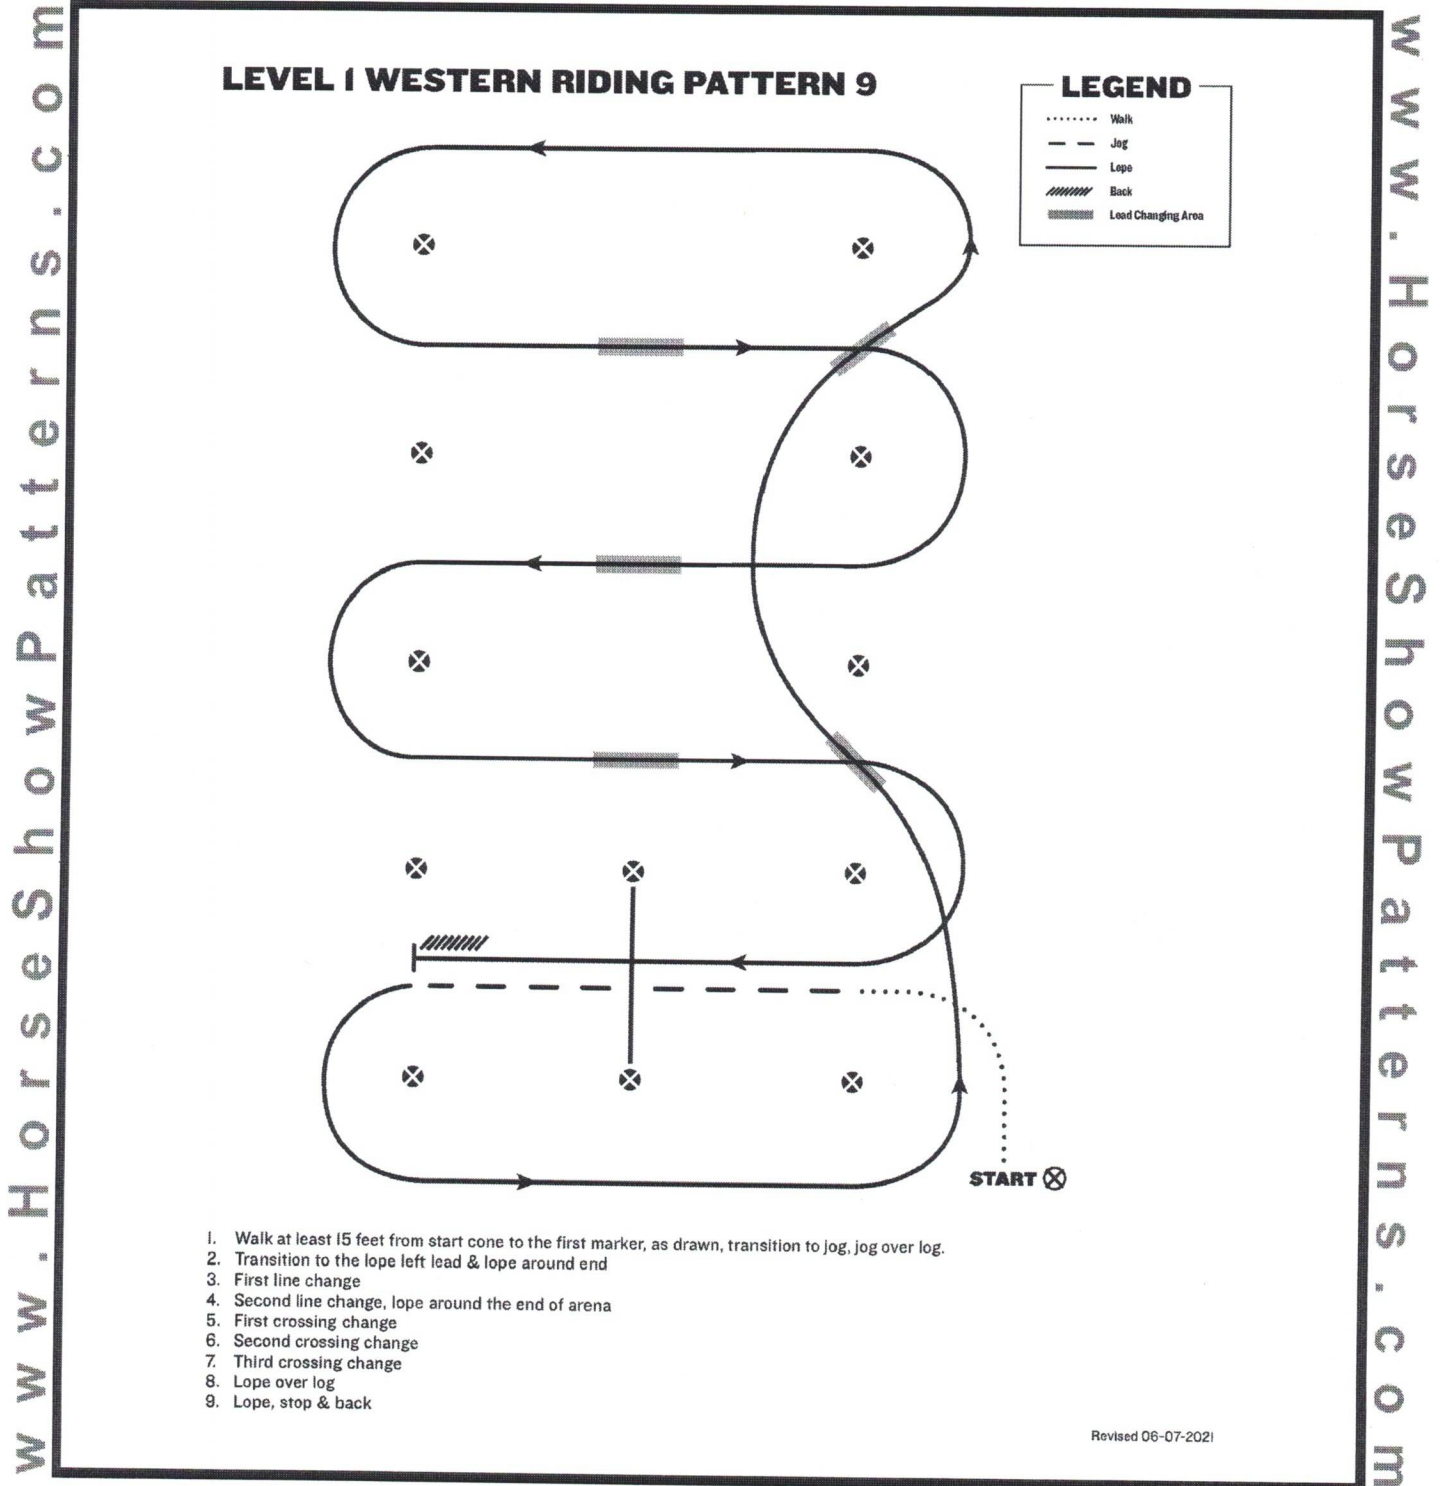 www.HorseShowPatterns.com
LEVEL 1 WESTERN RIDING PATTERN 9
LEGEND
Walk
Jog
Lope
Back
Lead Changing Area
START
1. Walk at least 15 feet from start cone to the first marker, as drawn, transition to jog, jog over log.
2. Transition to the lope left lead & lope around end
3. First line change
4. Second line change, lope around the end of arena
5. First crossing change
6. Second crossing change
7. Third crossing change
8. Lope over log
9. Lope, stop & back
Revised 06-07-2021
www.HorseShowPatterns.com